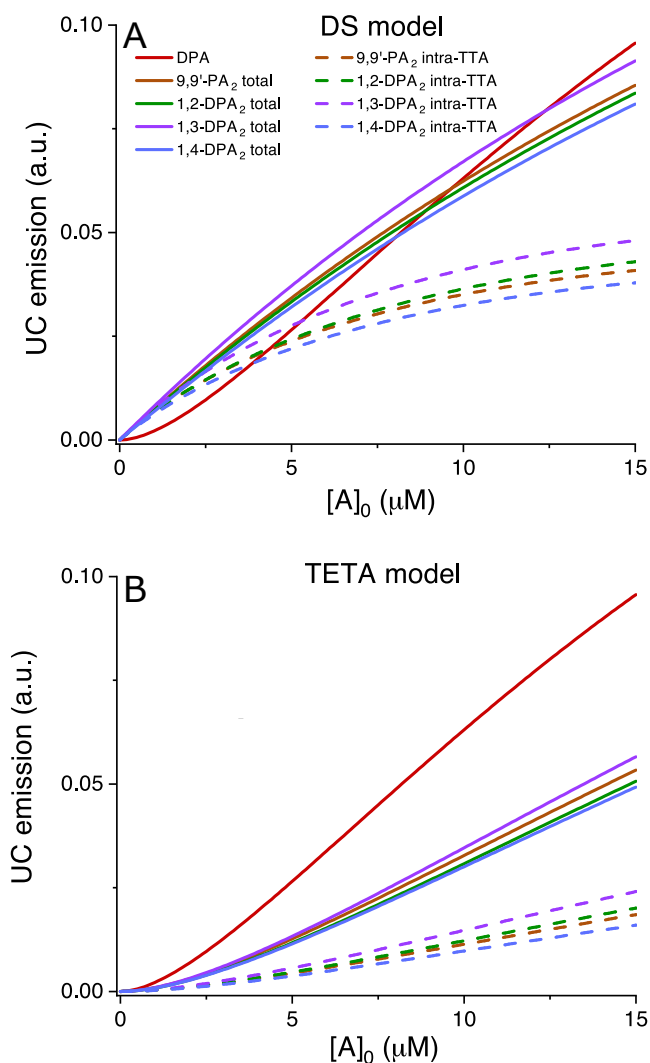 A
DS model
DPA
9,9'-PA2 total
1,2-DPA2 total
1,3-DPA2 total
1,4-DPA2 total
9,9'-PA2 intra-TTA
1,2-DPA2 intra-TTA
1,3-DPA2 intra-TTA
1,4-DPA2 intra-TTA
UC emission (a.u.)
0.10
0.05
0.00
0
5
10
15
[A]0 (μM)
B
TETA model
UC emission (a.u.)
0.10
0.05
0.00
0
5
10
15
[A]0 (μM)